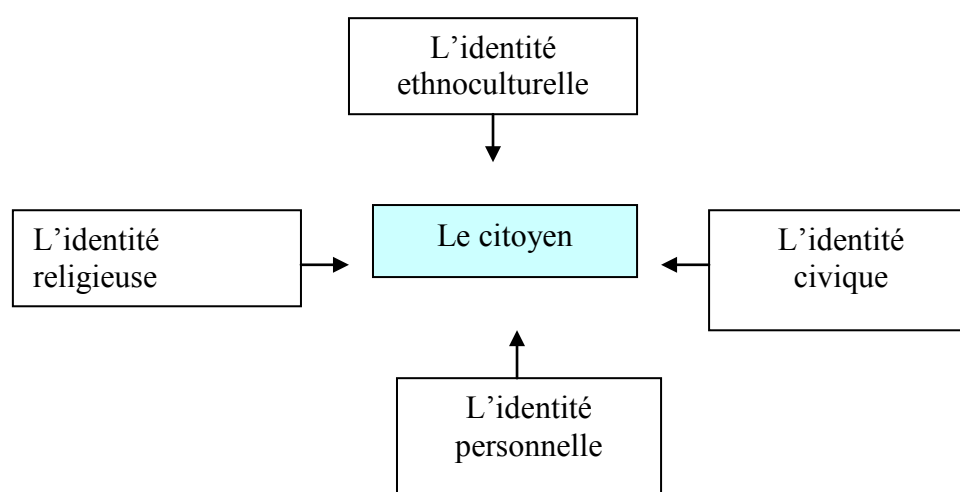 L’identité
ethnoculturelle
L’identité
religieuse
Le citoyen
L’identité
civique
L’identité
personnelle